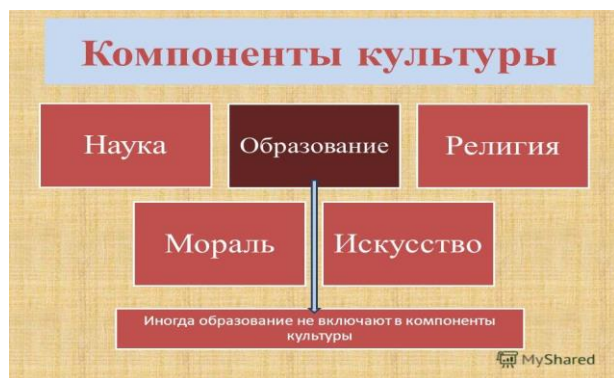 Компоненты культуры
Наука
Образование
Религия
Мораль
Искусство
Иногда образование не включают в компоненты
культуры
MyShared